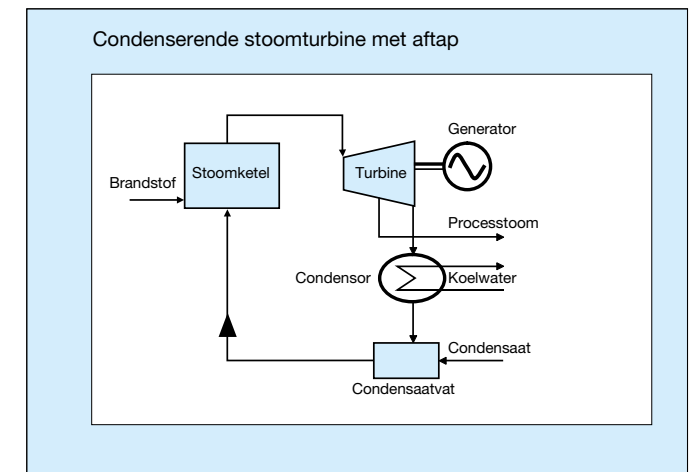 Condenserende stoomturbine met aftap
Generator
Stoomketel
Turbine
Brandstof
Processtoom
Condensor
Koelwater
Condensaat
Condensaatvat